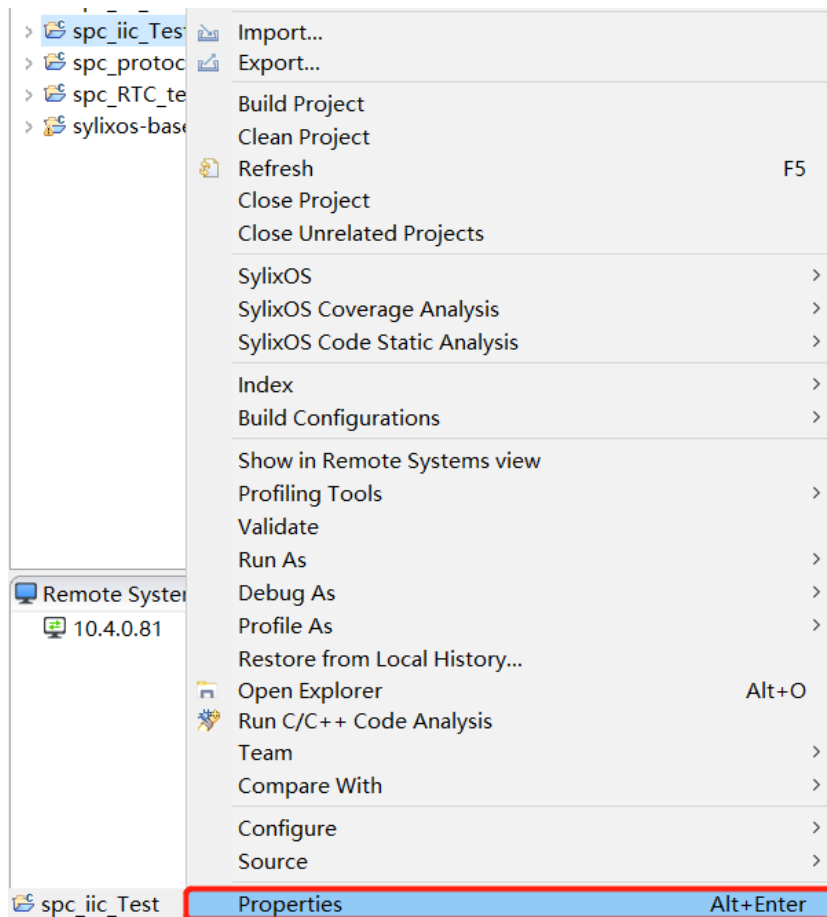 spc_iic_Tes
spc_protoc
spc_RTC_te
sylixos-base
Import...
Export...
Build Project
Clean Project
Refresh F5
Close Project
Close Unrelated Projects
SylixOS
SylixOS Coverage Analysis
SylixOS Code Static Analysis
Index
Build Configurations
Show in Remote Systems view
Profiling Tools
Validate
Run As
Debug As
Profile As
Restore from Local History...
Open Explorer Alt+O
Run C/C++ Code Analysis
Team
Compare With
Configure
Source
Properties Alt+Enter
Remote Syste
10.4.0.81
spc_iic_Test